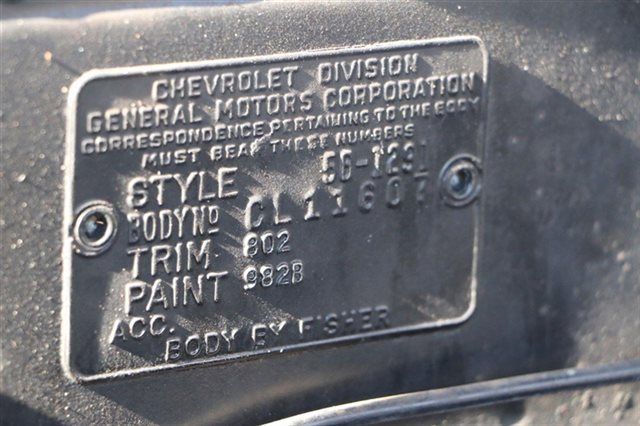 CHEVROLET DIVISION
GENERAL MOTORS CORPORATION
CORRESPONDENCE PERTAINING TO THE BODY
MUST BEAR THESE NUMBERS
STYLE 56-1291
BODY Nº
TRIM 802
PAINT 982B
ACC.
BODY BY FISHER